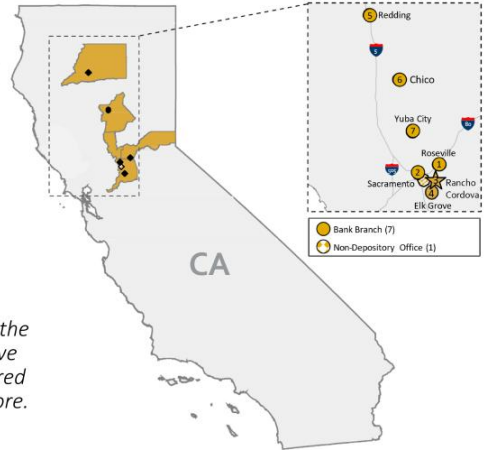 5 Redding
5
6 Chico
Yuba City
7
80
Roseville
1
505
2
Sacramento
Rancho
Cordova
4
Elk Grove
Bank Branch (7)
Non-Depository Office (1)
CA
the
ve
red
ore.